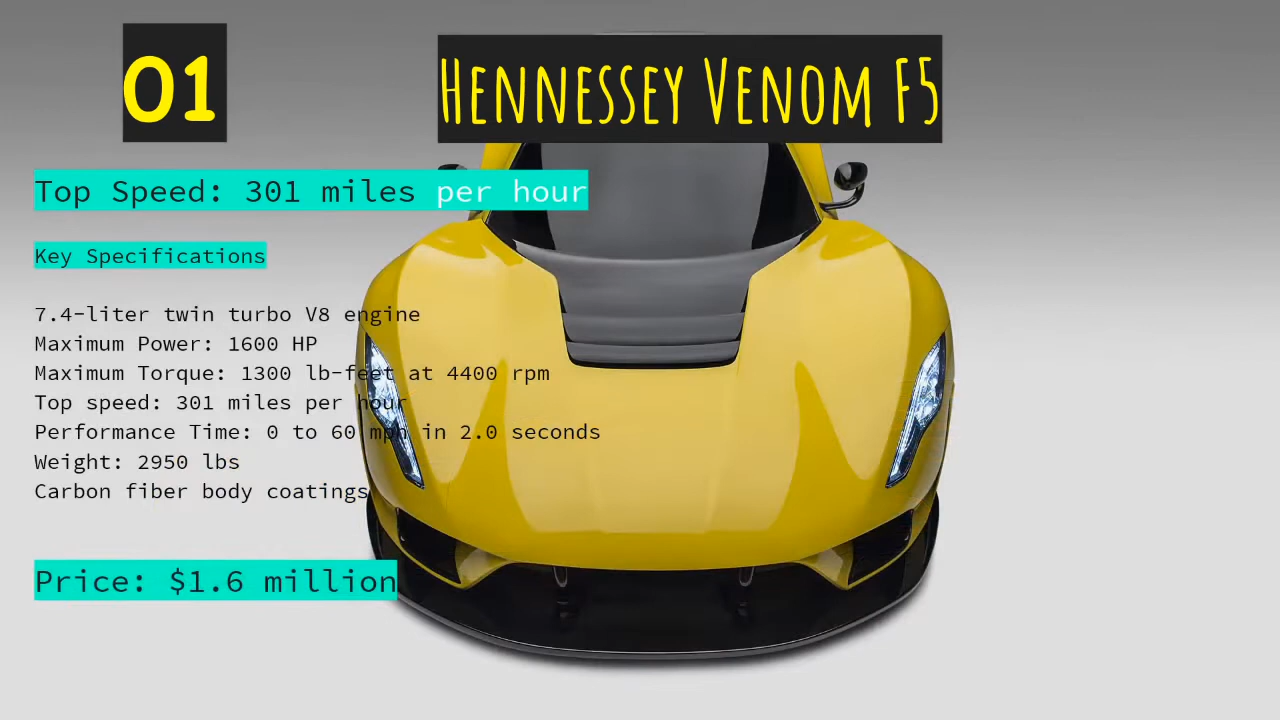 01
Hennessey Venom F5
Top Speed: 301 miles per hour
Key Specifications
7.4-liter twin turbo V8 engine
Maximum Power: 1600 HP
Maximum Torque: 1300 lb-feet at 4400 rpm
Top speed: 301 miles per hour
Performance Time: 0 to 60 mph in 2.0 seconds
Weight: 2950 lbs
Carbon fiber body coatings
Price: $1.6 million